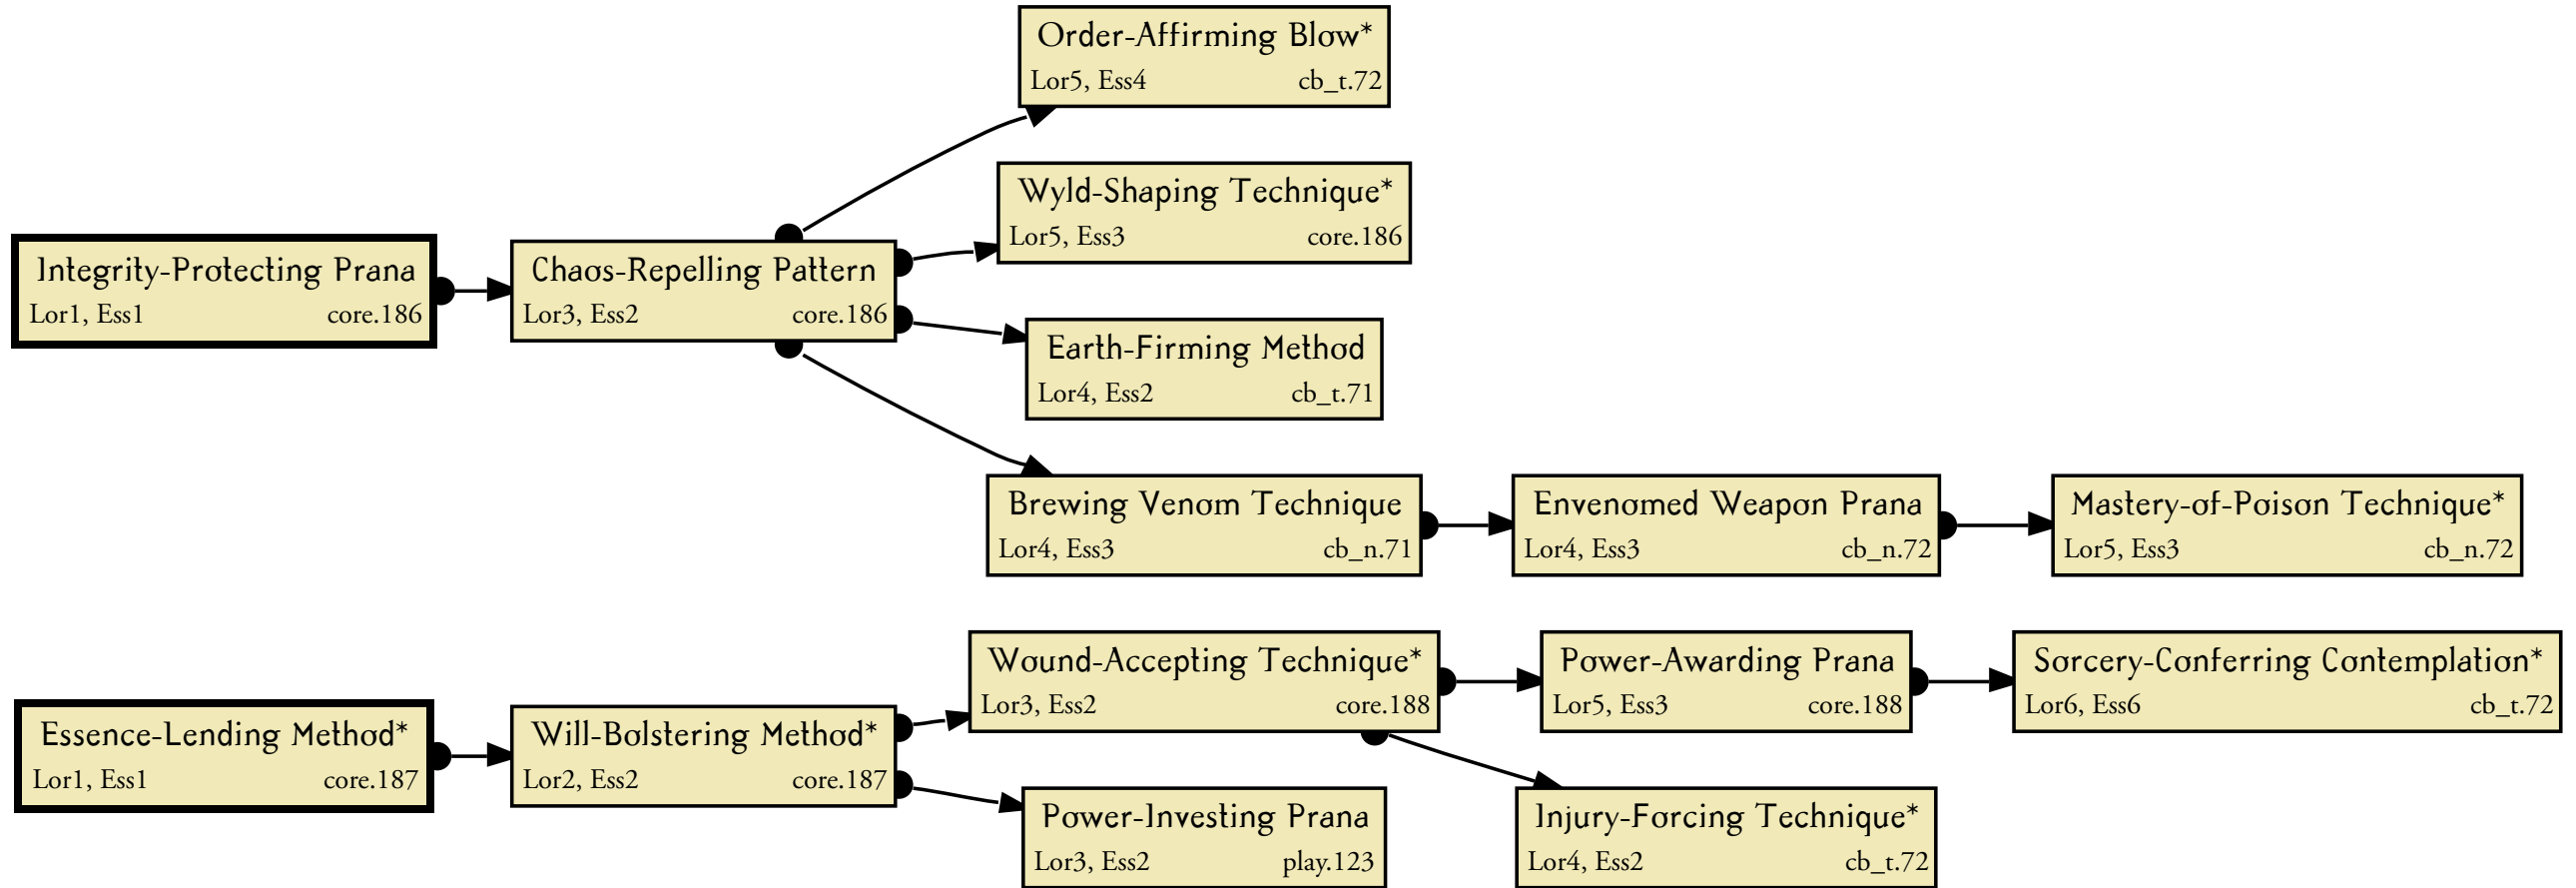 Order-Affirming Blow*
Lor5, Ess4 cb_t.72
Wyld-Shaping Technique*
Lor5, Ess3 core.186
Integrity-Protecting Prana
Lor1, Ess1 core.186
Chaos-Repelling Pattern
Lor3, Ess2 core.186
Earth-Firming Method
Lor4, Ess2 cb_t.71
Brewing Venom Technique
Lor4, Ess3 cb_n.71
Envenomed Weapon Prana
Lor4, Ess3 cb_n.72
Mastery-of-Poison Technique*
Lor5, Ess3 cb_n.72
Wound-Accepting Technique*
Lor3, Ess2 core.188
Power-Awarding Prana
Lor5, Ess3 core.188
Sorcery-Conferring Contemplation*
Lor6, Ess6 cb_t.72
Essence-Lending Method*
Lor1, Ess1 core.187
Will-Bolstering Method*
Lor2, Ess2 core.187
Power-Investing Prana
Lor3, Ess2 play.123
Injury-Forcing Technique*
Lor4, Ess2 cb_t.72